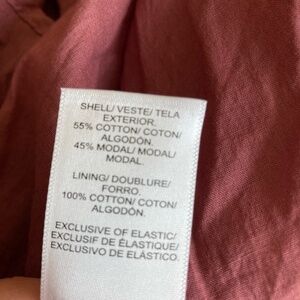 SHELL/ VESTE/ TELA
EXTERIOR.
55% COTTON/ COTON/
ALGODÓN.
45% MODAL/ MODAL/
MODAL.
LINING/ DOUBLURE/
FORRO.
100% COTTON/ COTON/
ALGODÓN.
EXCLUSIVE OF ELASTIC/
EXCLUSIF DE ÉLASTIQUE/
EXCLUSIVO DE ELÁSTICO.